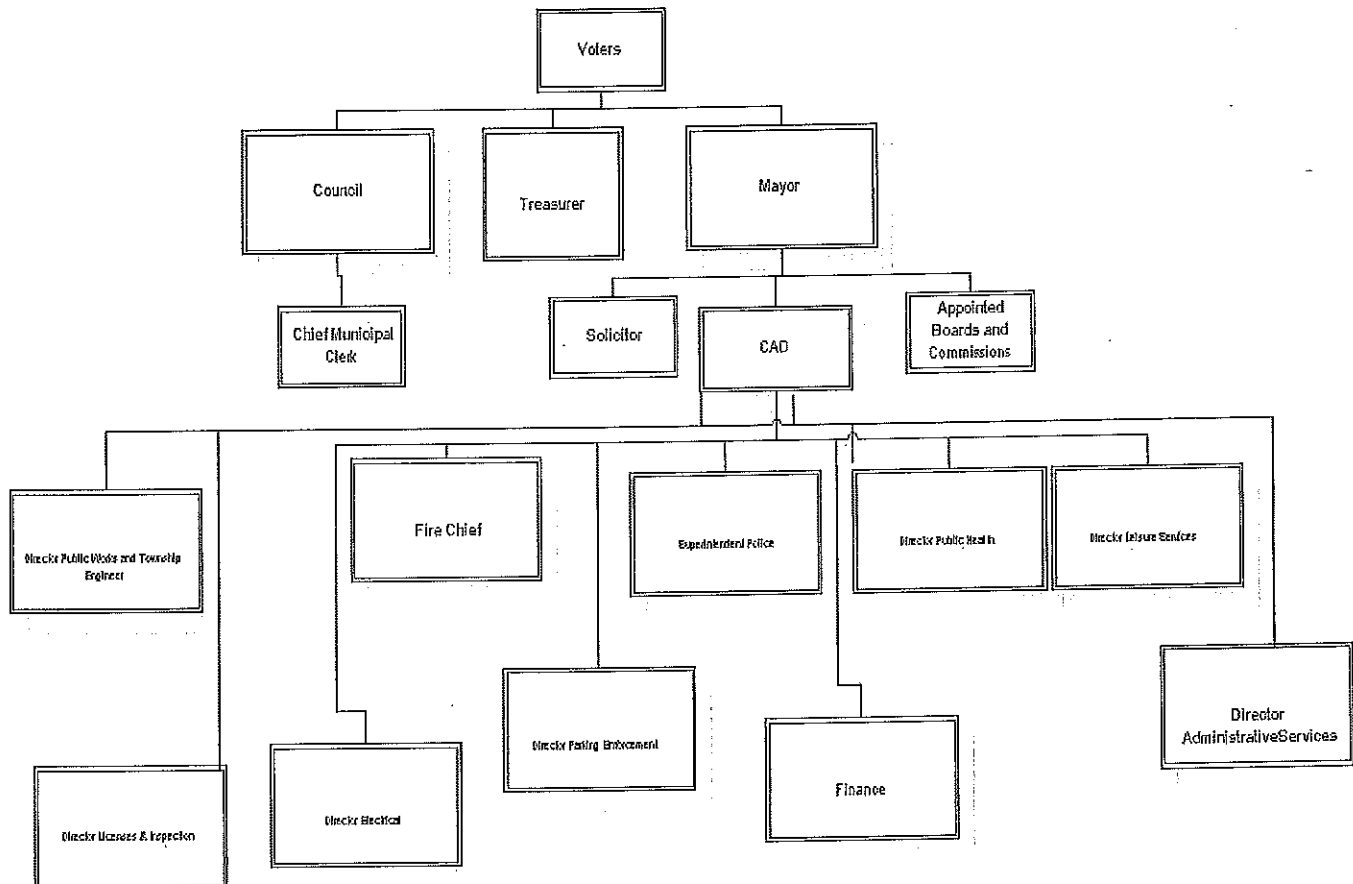 Voters
Council
Treasurer
Mayor
Chief Municipal
Clerk
Solicitor
CAO
Appointed
Boards and
Commissions
Director Public Works and Township
Engineer
Fire Chief
Superintendent Police
Director Public Health
Director Leisure Services
Director Parking Enforcement
Director
AdministrativeServices
Director Licenses & Inspection
Director Electrical
Finance